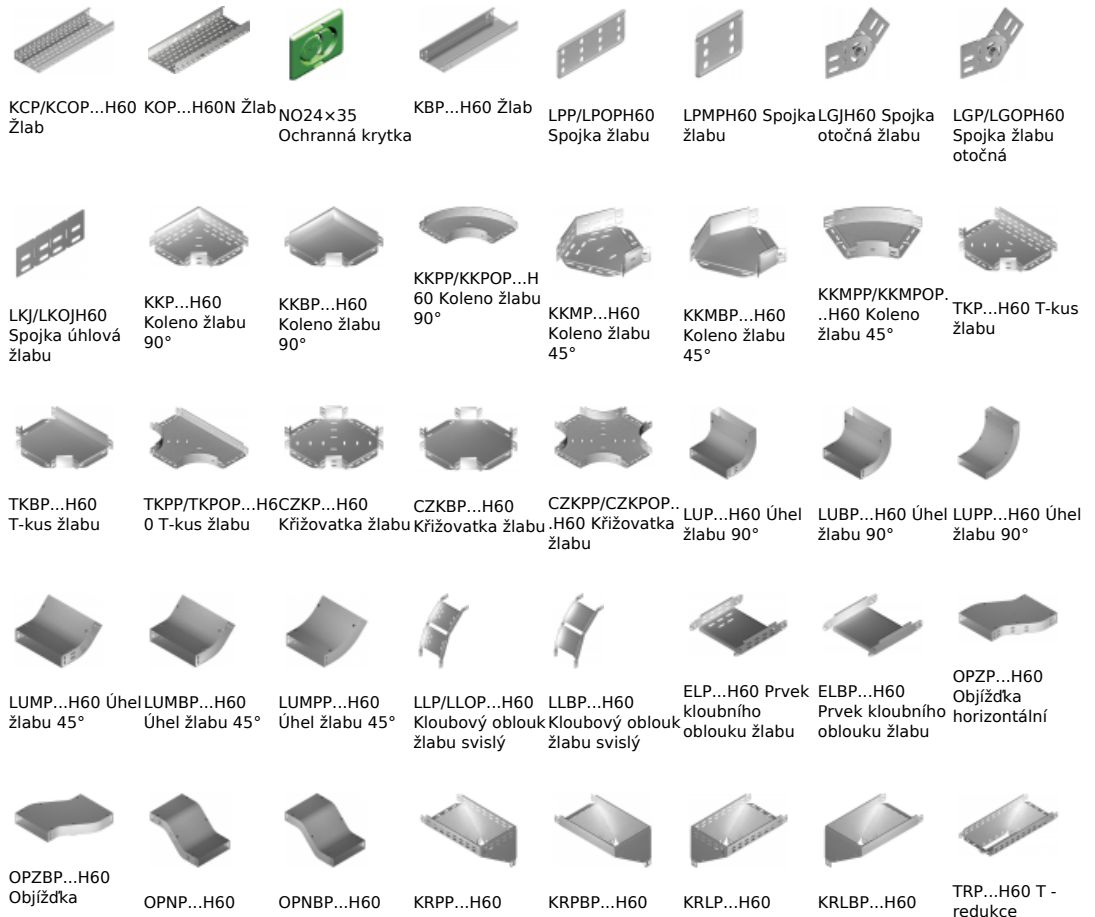 KCP/KCOP...H60
Žlab
KOP...H60N Žlab
NO24×35
Ochranná krytka
KBP...H60 Žlab
LPP/LPOPH60
Spojka žlabu
LPMPH60 Spojka
žlabu
LGJH60 Spojka
otočná žlabu
LGP/LGOPH60
Spojka žlabu
otočná
LKJ/LKOJH60
Spojka úhlová
žlabu
KKP...H60
Koleno žlabu
90°
KKBP...H60
Koleno žlabu
90°
KKPP/KKPOP...H
60 Koleno žlabu
90°
KKMP...H60
Koleno žlabu
45°
KKMBP...H60
Koleno žlabu
45°
KKMPP/KKMPOP.
..H60 Koleno
žlabu 45°
TKP...H60 T-kus
žlabu
TKBP...H60
T-kus žlabu
TKPP/TKPOP...H6
0 T-kus žlabu
CZKP...H60
Křižovatka žlabu
CZKBP...H60
Křižovatka žlabu
CZKPP/CZKPOP..
.H60 Křižovatka
žlabu
LUP...H60 Úhel
žlabu 90°
LUBP...H60 Úhel
žlabu 90°
LUPP...H60 Úhel
žlabu 90°
LUMP...H60 Úhel
žlabu 45°
LUMBP...H60
Úhel žlabu 45°
LUMPP...H60
Úhel žlabu 45°
LLP/LLOP...H60
Kloubový oblouk
žlabu svislý
LLBP...H60
Kloubový oblouk
žlabu svislý
ELP...H60 Prvek
kloubního
oblouku žlabu
ELBP...H60
Prvek kloubního
oblouku žlabu
OPZP...H60
Objížďka
horizontální
OPZBP...H60
Objížďka
OPNP...H60
OPNBP...H60
KRPP...H60
KRPBP...H60
KRLP...H60
KRLBP...H60
TRP...H60 T -
redukce